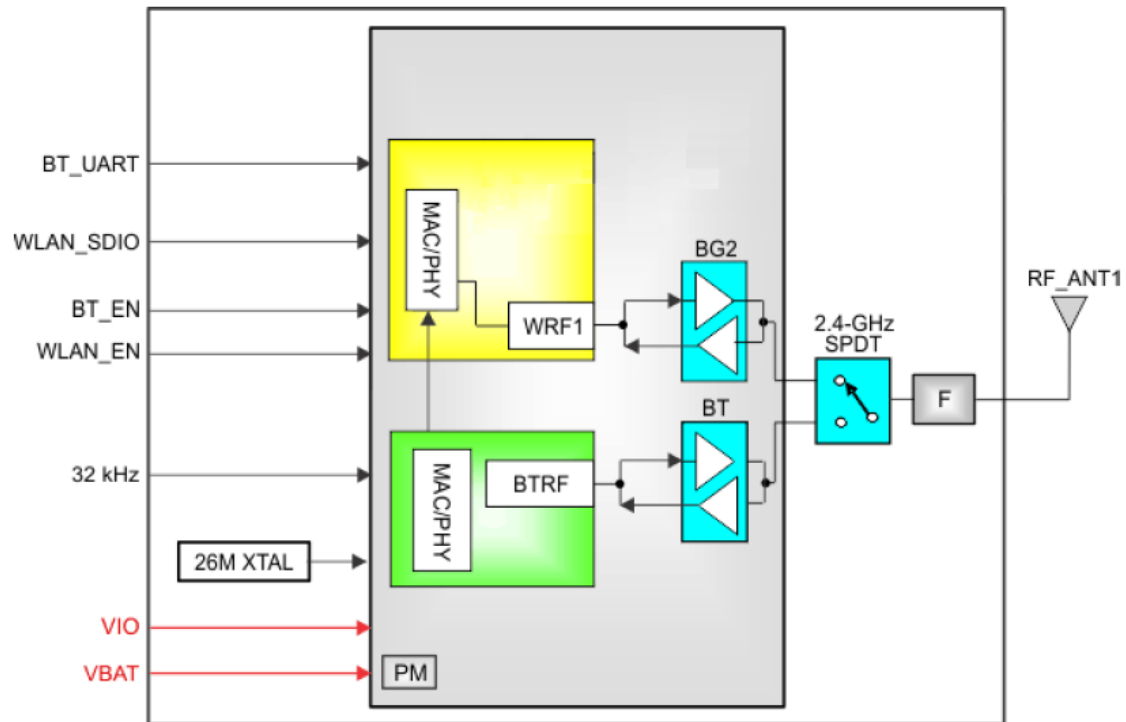 BT_UART
WLAN_SDIO
BT_EN
WLAN_EN
32 kHz
26M XTAL
VIO
VBAT
MAC/PHY
WRF1
MAC/PHY
BTRF
PM
BG2
BT
2.4-GHz
SPDT
F
RF_ANT1